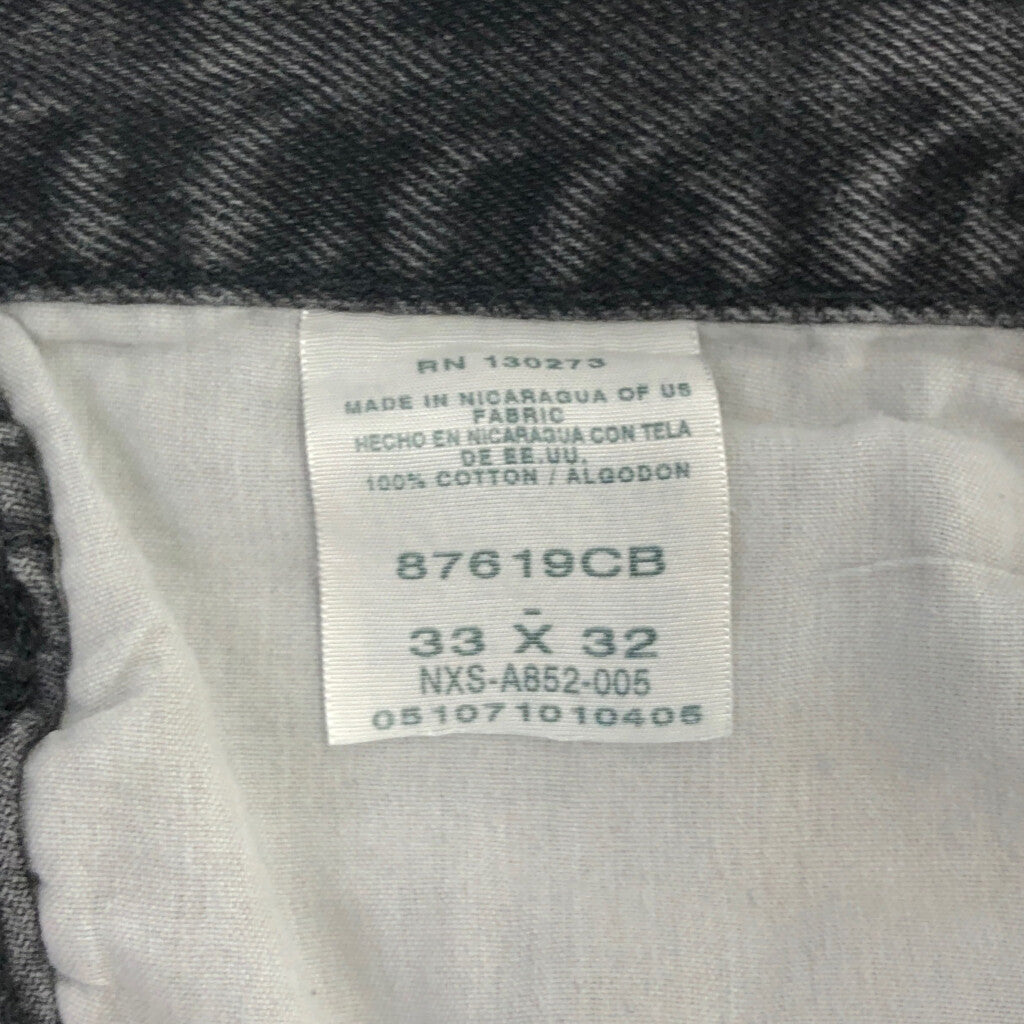 RN 130273
MADE IN NICARAGUA OF US
FABRIC
HECHO EN NICARAGUA CON TELA
DE EE.UU.
100% COTTON / ALGODON
87619CB
-
33 X 32
NXS-A852-005
051071010405